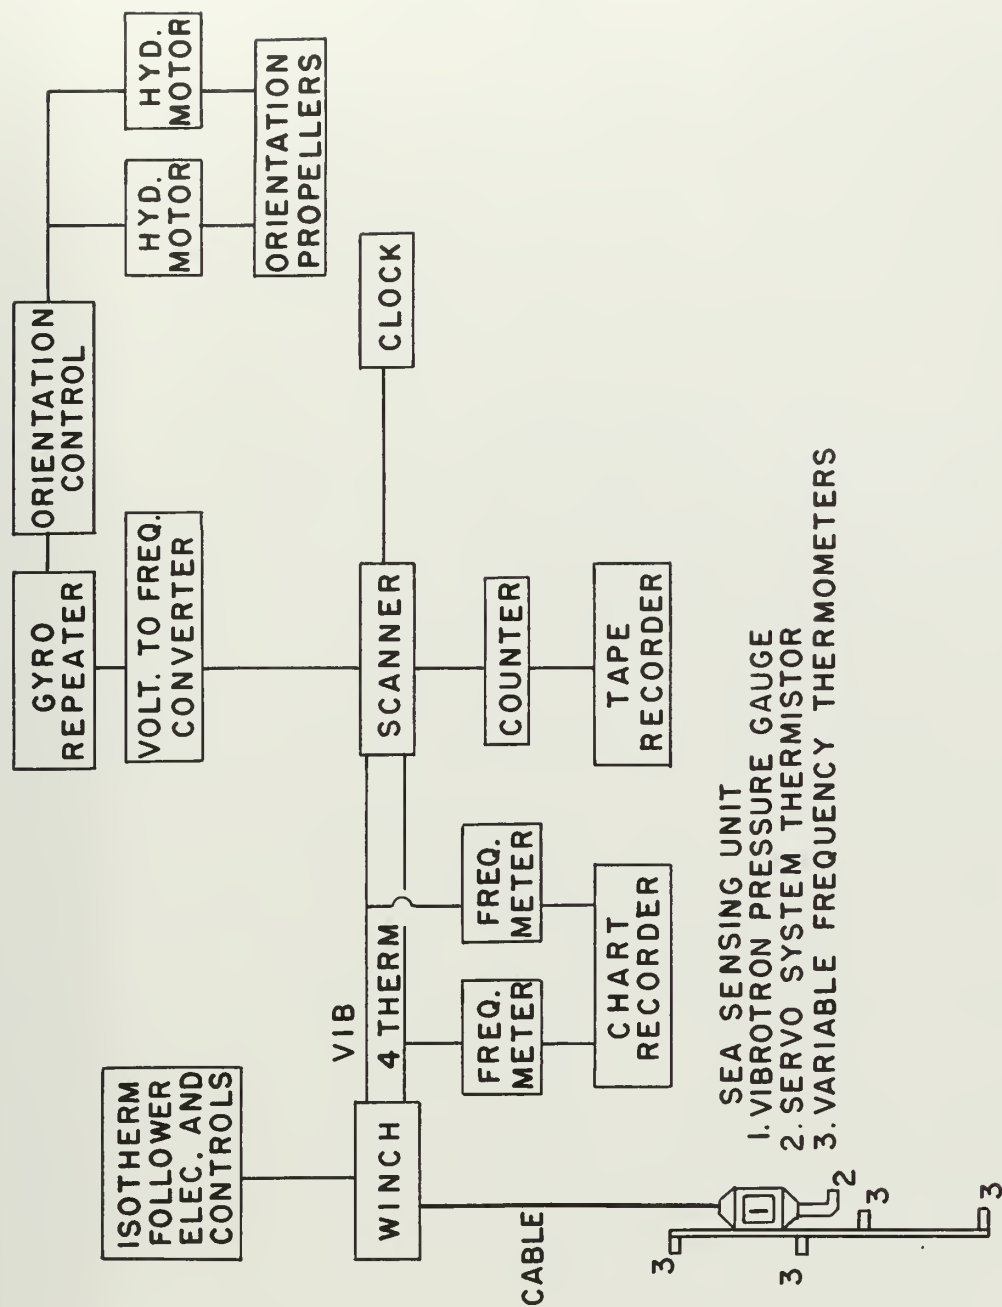 GYRO
REPEATER
ORIENTATION
CONTROL
HYD.
MOTOR
HYD.
MOTOR
VOLT. TO FREQ.
CONVERTER
ORIENTATION
PROPELLERS
ISOTHERM
FOLLOWER
ELEC. AND
CONTROLS
VIB
4 THERM
WINCH
SCANNER
CLOCK
FREQ.
METER
FREQ.
METER
COUNTER
CHART
RECORDER
TAPE
RECORDER
CABLE
SEA SENSING UNIT
1. VIBROTRON PRESSURE GAUGE
2. SERVO SYSTEM THERMISTOR
3. VARIABLE FREQUENCY THERMOMETERS
3
1
3
2
3
3